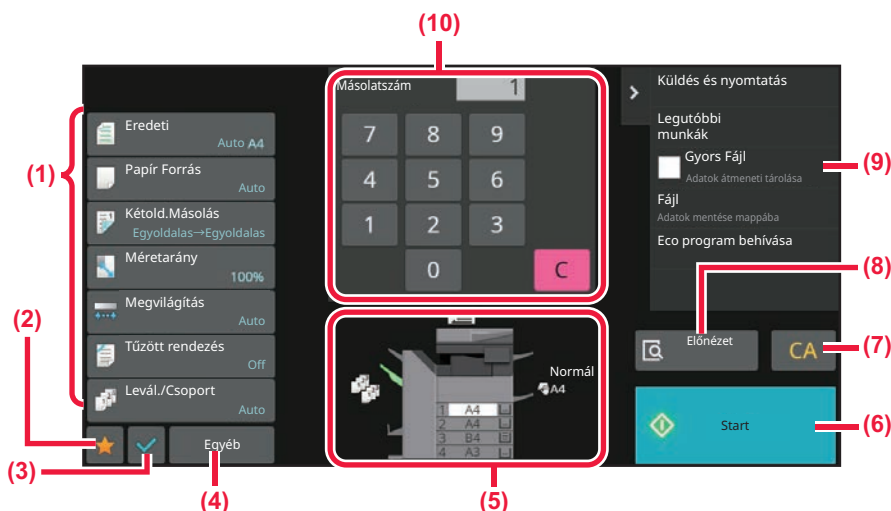 (10)
(1)
Eredeti
Auto A4
Papír Forrás
Auto
Kétold.Másolás
Egyoldalas→Egyoldalas
Méretarány
100%
Megvilágítás
Auto
Tűzött rendezés
Off
Levál./Csoport
Auto
(2)
(3)
Egyéb
(4)
Másolatszám
1
7 8 9
4 5 6
1 2 3
0 C
Normál
A4
1 A4
2 A4
3 B4
4 A3
(5)
Küldés és nyomtatás
Legutóbbi
munkák
Gyors Fájl
Adatok átmeneti tárolása
Fájl
Adatok mentése mappába
Eco program behívása
(9)
(8)
Előnézet
CA
(7)
Start
(6)